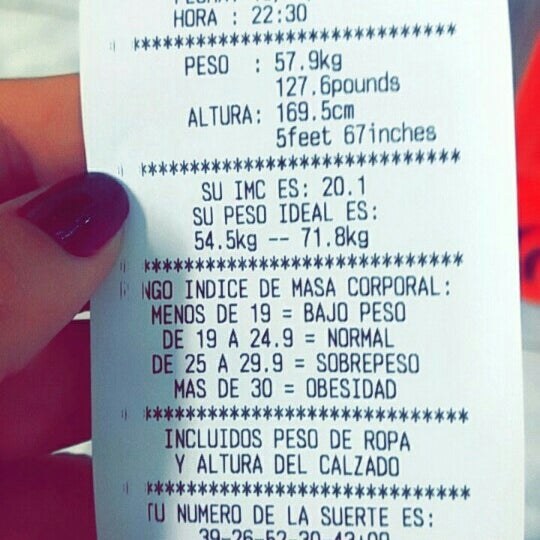 HORA : 22:30
*******************************
PESO : 57.9kg
127.6pounds
ALTURA: 169.5cm
5feet 67inches
*******************************
SU IMC ES: 20.1
SU PESO IDEAL ES:
54.5kg -- 71.8kg
*******************************
NGO INDICE DE MASA CORPORAL:
MENOS DE 19 = BAJO PESO
DE 19 A 24.9 = NORMAL
DE 25 A 29.9 = SOBREPESO
MAS DE 30 = OBESIDAD
*******************************
INCLUIDOS PESO DE ROPA
Y ALTURA DEL CALZADO
*******************************
TU NUMERO DE LA SUERTE ES: